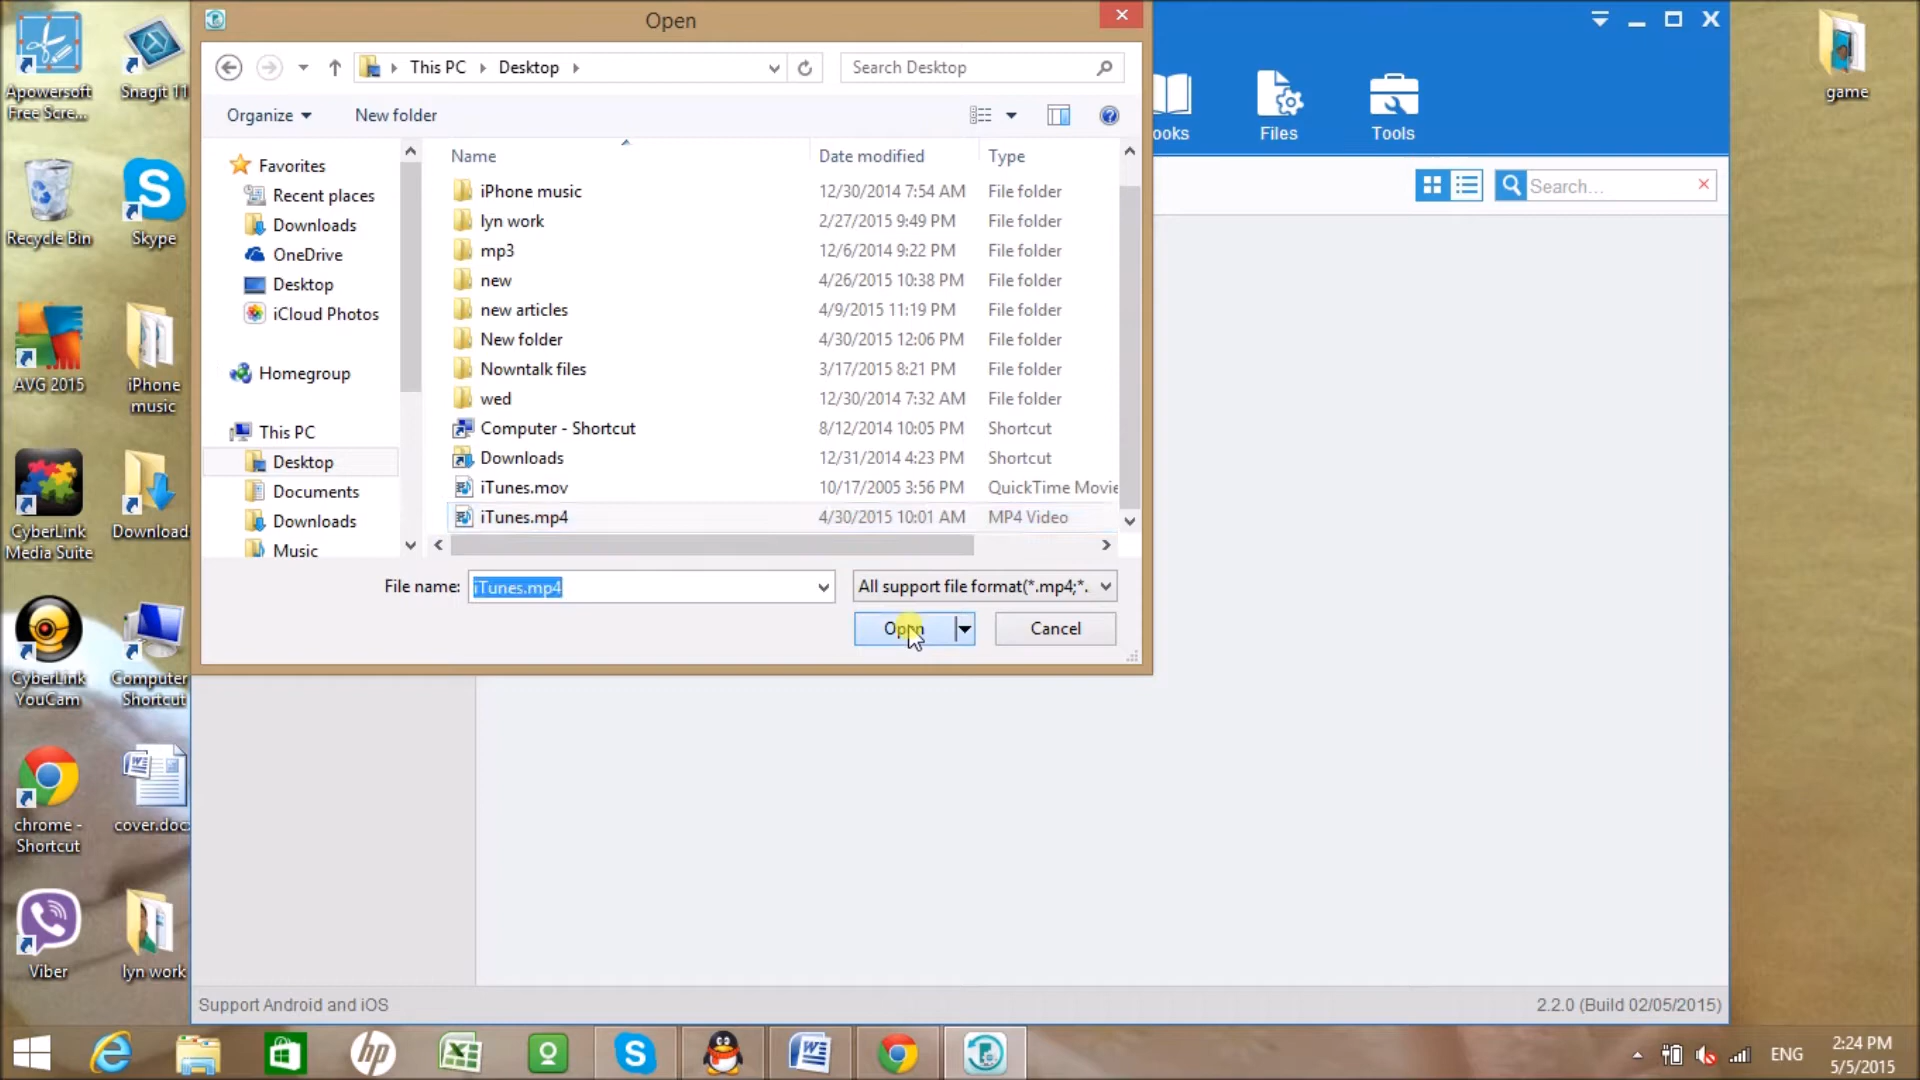 Open
This PC
Desktop
Search Desktop
Organize
New folder
Name
Date modified
Type
Favorites
Recent places
Downloads
OneDrive
Desktop
iCloud Photos
Homegroup
This PC
Desktop
Documents
Downloads
Music
iPhone music 12/30/2014 7:54 AM File folder
lyn work 2/27/2015 9:49 PM File folder
mp3 12/6/2014 9:22 PM File folder
new 4/26/2015 10:38 PM File folder
new articles 4/9/2015 11:19 PM File folder
New folder 4/30/2015 12:06 PM File folder
Nowntalk files 3/17/2015 8:21 PM File folder
wed 12/30/2014 7:32 AM File folder
Computer - Shortcut 8/12/2014 10:05 PM Shortcut
Downloads 12/31/2014 4:23 PM Shortcut
iTunes.mov 10/17/2005 3:56 PM QuickTime Movie
iTunes.mp4 4/30/2015 10:01 AM MP4 Video
File name: iTunes.mp4
All support file format(*.mp4;*.
Open
Cancel
ooks
Files
Tools
Search...
X
Support Android and iOS
2.2.0 (Build 02/05/2015)
Apowersoft
Free Scre...
Snagit 11
Recycle Bin
Skype
AVG 2015
iPhone
music
CyberLink
Media Suite
Download
CyberLink
YouCam
Computer
Shortcut
chrome -
Shortcut
cover.doc
Viber
lyn work
game
hp
ENG
2:24 PM
5/5/2015